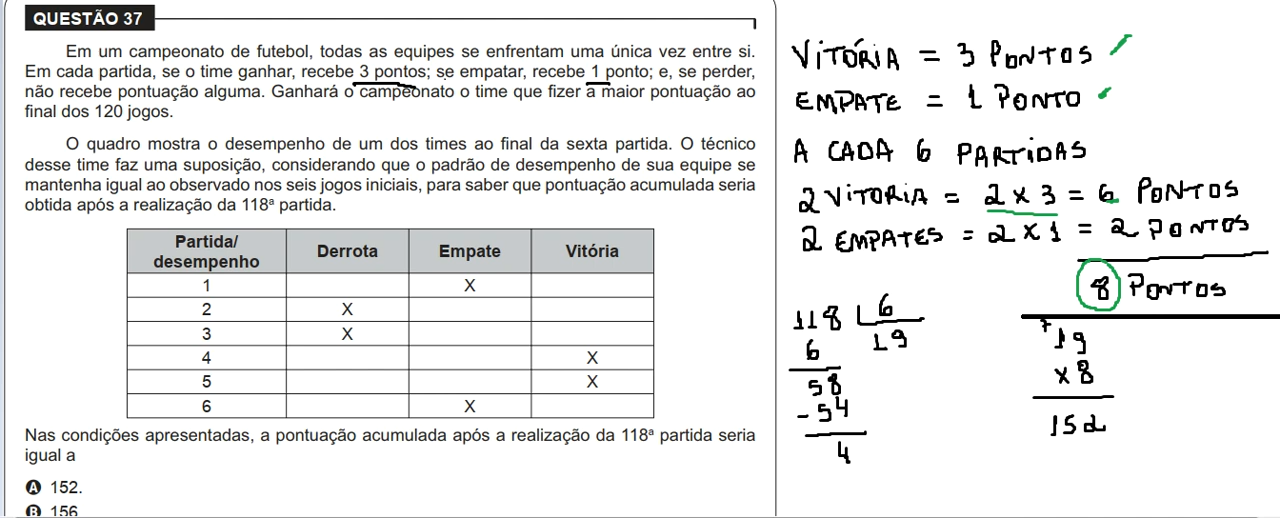 QUESTÃO 37
Em um campeonato de futebol, todas as equipes se enfrentam uma única vez entre si.
Em cada partida, se o time ganhar, recebe 3 pontos; se empatar, recebe 1 ponto; e, se perder,
não recebe pontuação alguma. Ganhará o campeonato o time que fizer a maior pontuação ao
final dos 120 jogos.
O quadro mostra o desempenho de um dos times ao final da sexta partida. O técnico
desse time faz uma suposição, considerando que o padrão de desempenho de sua equipe se
mantenha igual ao observado nos seis jogos iniciais, para saber que pontuação acumulada seria
obtida após a realização da 118ª partida.
Partida/
desempenho Derrota Empate Vitória
1 X
2 X
3 X
4 X
5 X
6 X
Nas condições apresentadas, a pontuação acumulada após a realização da 118ª partida seria
igual a
A 152.
B 156
VITÓRIA = 3 PONTOS
EMPATE = 1 PONTO
A CADA 6 PARTIDAS
2 VITORIA = 2 x 3 = 6 PONTOS
2 EMPATES = 2 x 1 = 2 PONTOS
8 PONTOS
118 6
6 19
58
- 54
4
7
19
x 8
152